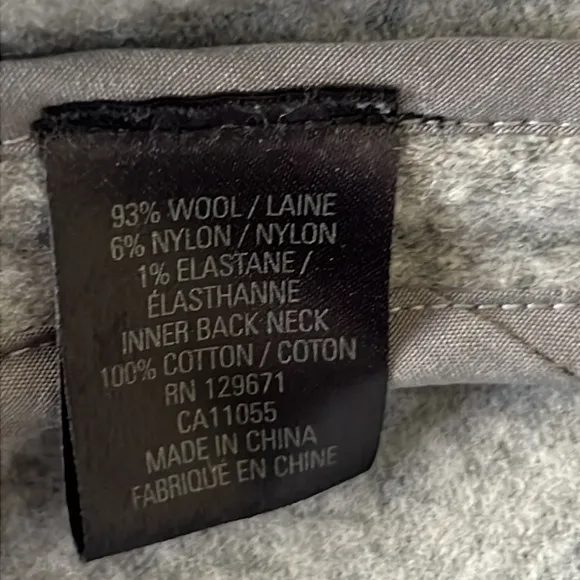 93% WOOL / LAINE
6% NYLON / NYLON
1% ELASTANE /
ÉLASTHANNE
INNER BACK NECK
100% COTTON / COTON
RN 129671
CA11055
MADE IN CHINA
FABRIQUÉ EN CHINE